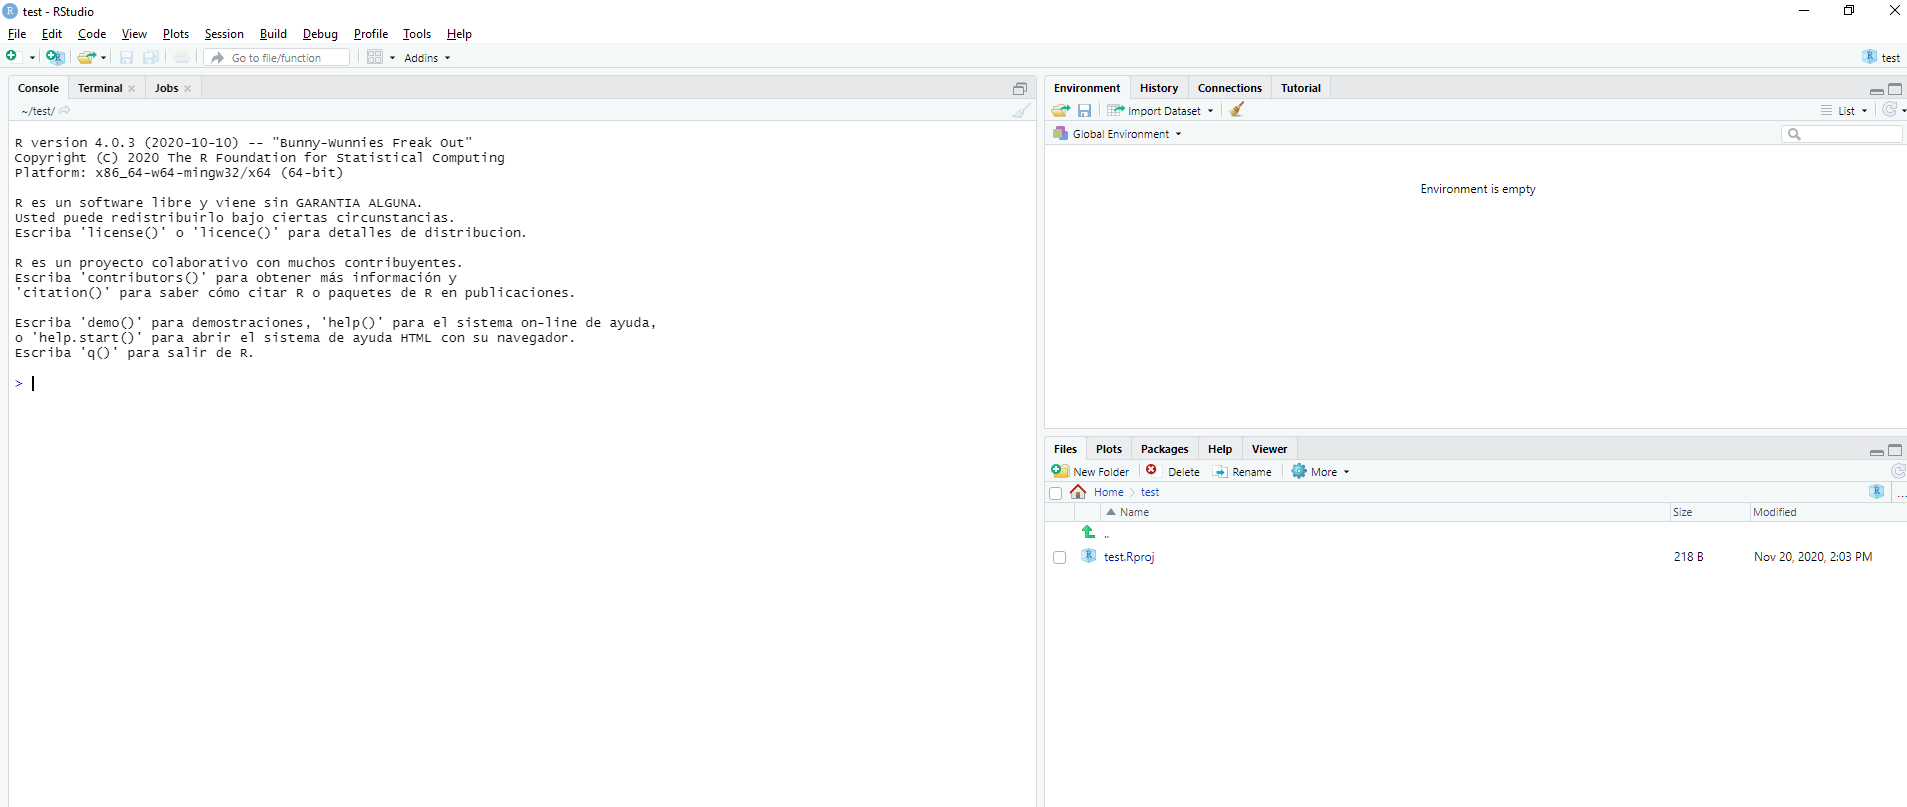 test - RStudio
File Edit Code View Plots Session Build Debug Profile Tools Help
Go to file/function Addins test
Console Terminal Jobs
~/test/
R version 4.0.3 (2020-10-10) -- "Bunny-Wunnies Freak Out"
Copyright (C) 2020 The R Foundation for Statistical Computing
Platform: x86_64-w64-mingw32/x64 (64-bit)
R es un software libre y viene sin GARANTIA ALGUNA.
Usted puede redistribuirlo bajo ciertas circunstancias.
Escriba 'license()' o 'licence()' para detalles de distribucion.
R es un proyecto colaborativo con muchos contribuyentes.
Escriba 'contributors()' para obtener más información y
'citation()' para saber cómo citar R o paquetes de R en publicaciones.
Escriba 'demo()' para demostraciones, 'help()' para el sistema on-line de ayuda,
o 'help.start()' para abrir el sistema de ayuda HTML con su navegador.
Escriba 'q()' para salir de R.
>
Environment History Connections Tutorial
Import Dataset List
Global Environment
Environment is empty
Files Plots Packages Help Viewer
New Folder Delete Rename More
Home test ...
Name Size Modified
..
test.Rproj 218 B Nov 20, 2020, 2:03 PM